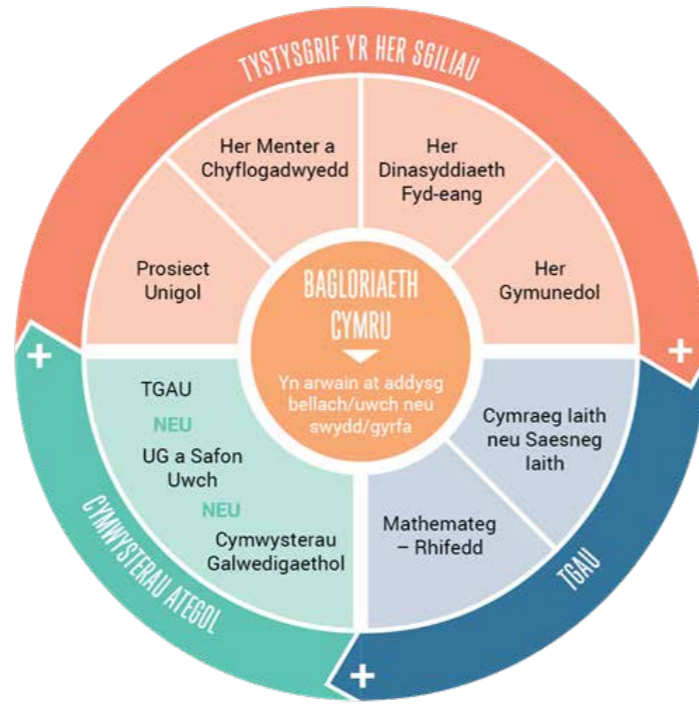 TYSTYSGRIF YR HER SGILIAU
Her Menter a
Chyflogadwyedd
Her
Dinasyddiaeth
Fyd-eang
Prosiect
Unigol
Her
Gymunedol
BAGLORIAETH
CYMRU
Yn arwain at addysg
bellach/uwch neu
swydd/gyrfa
+
+
TGAU
NEU
UG a Safon
Uwch
NEU
Cymwysterau
Galwedigaethol
Cymraeg Iaith
neu Saesneg
Iaith
Mathemateg
– Rhifedd
CYMWYSTERAU ATEGOL
TGAU
+